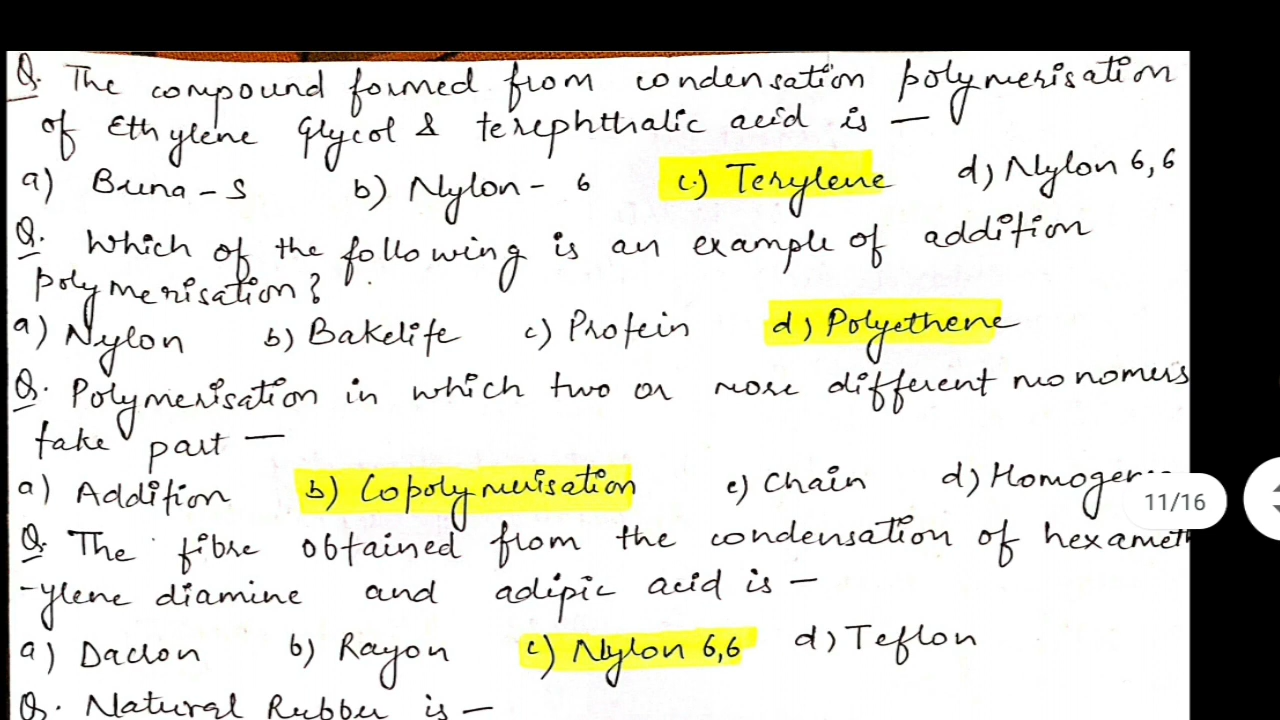 Q. The compound formed from condensation polymerisation
of Ethylene Glycol & terephthalic acid is —
a) Buna-S b) Nylon-6 c) Terylene d) Nylon 6,6
Q. Which of the following is an example of addition
polymerisation?
a) Nylon b) Bakelite c) Protein d) Polyethene
Q. Polymerisation in which two or more different monomers
take part —
a) Addition b) Copolymerisation c) Chain d) Homogen
11/16
Q. The fibre obtained from the condensation of hexameth
-ylene diamine and adipic acid is —
a) Dacron b) Rayon c) Nylon 6,6 d) Teflon
Q. Natural Rubber is —